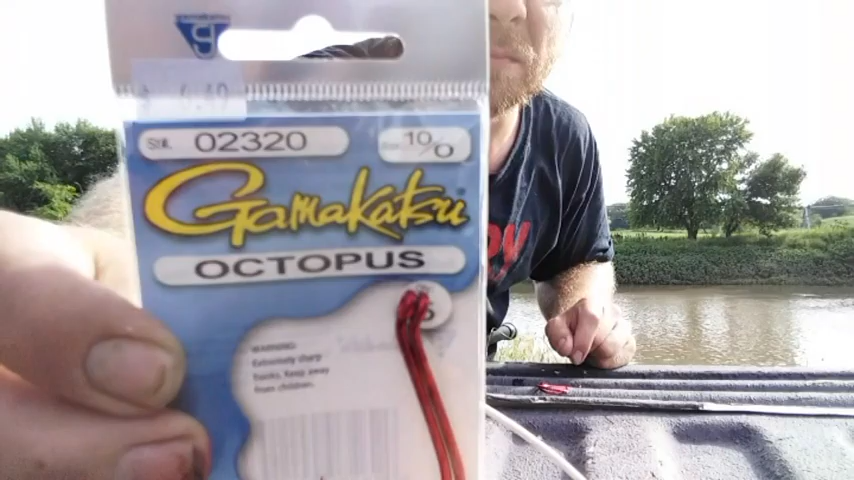 02320
10/0
Gamakatsu
OCTOPUS
WARNING:
Extremely sharp
hooks. Keep away
from children.